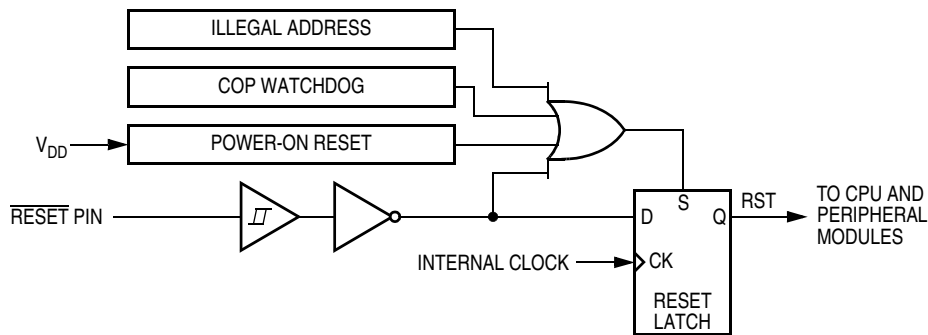 ILLEGAL ADDRESS
COP WATCHDOG
V_DD
POWER-ON RESET
RESET PIN
D
S
Q
RST
TO CPU AND
PERIPHERAL
MODULES
INTERNAL CLOCK
CK
RESET
LATCH